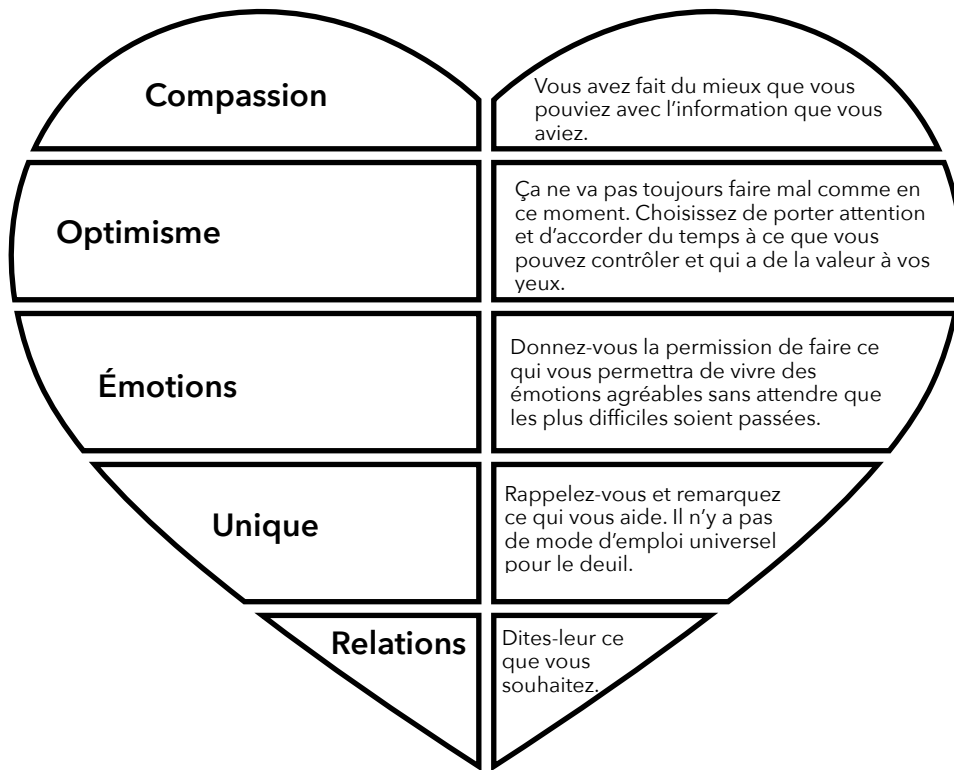 Compassion
Vous avez fait du mieux que vous
pouviez avec l’information que vous
aviez.
Optimisme
Ça ne va pas toujours faire mal comme en
ce moment. Choisissez de porter attention
et d’accorder du temps à ce que vous
pouvez contrôler et qui a de la valeur à vos
yeux.
Émotions
Donnez-vous la permission de faire ce
qui vous permettra de vivre des
émotions agréables sans attendre que
les plus difficiles soient passées.
Unique
Rappelez-vous et remarquez
ce qui vous aide. Il n’y a pas
de mode d’emploi universel
pour le deuil.
Relations
Dites-leur ce
que vous
souhaitez.